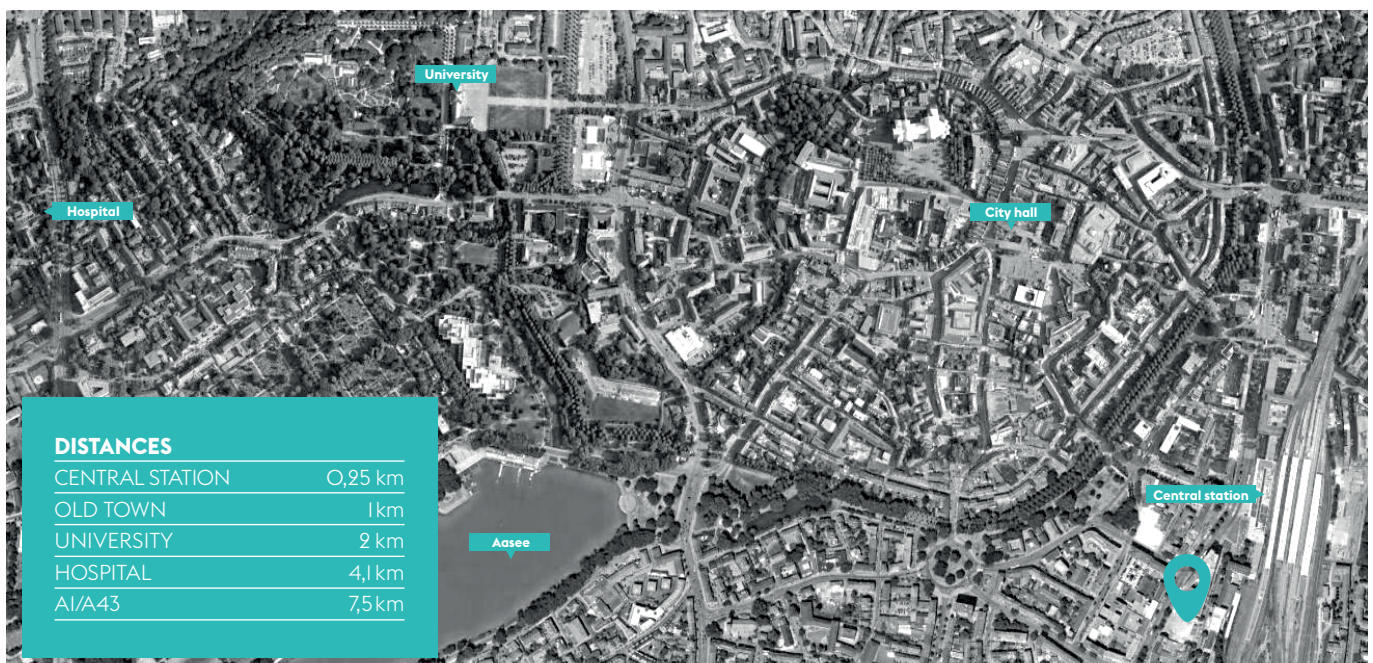 University
Hospital
City hall
DISTANCES
CENTRAL STATION 0,25 km
OLD TOWN 1 km
UNIVERSITY 2 km
HOSPITAL 4,1 km
A1/A43 7,5 km
Central station
Aasee